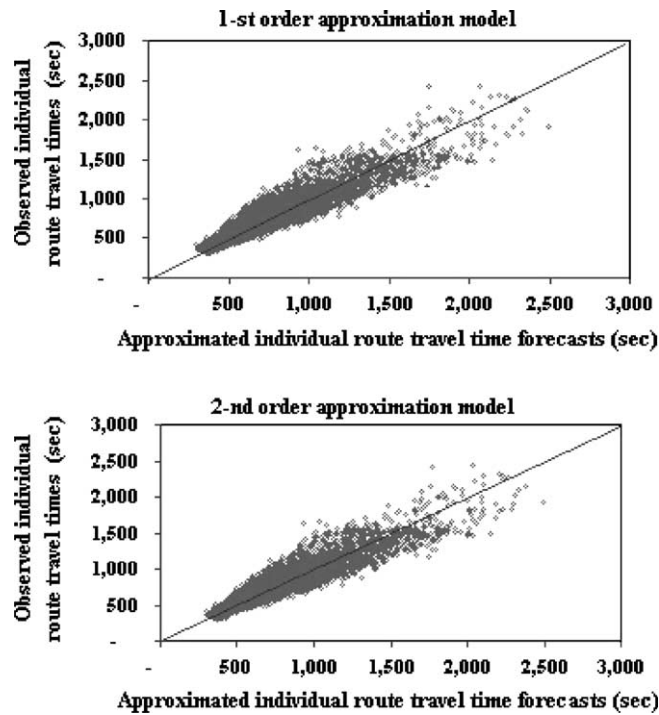 1-st order approximation model
Observed individual
route travel times (sec)
3,000
2,500
2,000
1,500
1,000
500
-
- 500 1,000 1,500 2,000 2,500 3,000
Approximated individual route travel time forecasts (sec)
2-nd order approximation model
Observed individual
route travel times (sec)
3,000
2,500
2,000
1,500
1,000
500
-
- 500 1,000 1,500 2,000 2,500 3,000
Approximated individual route travel time forecasts (sec)